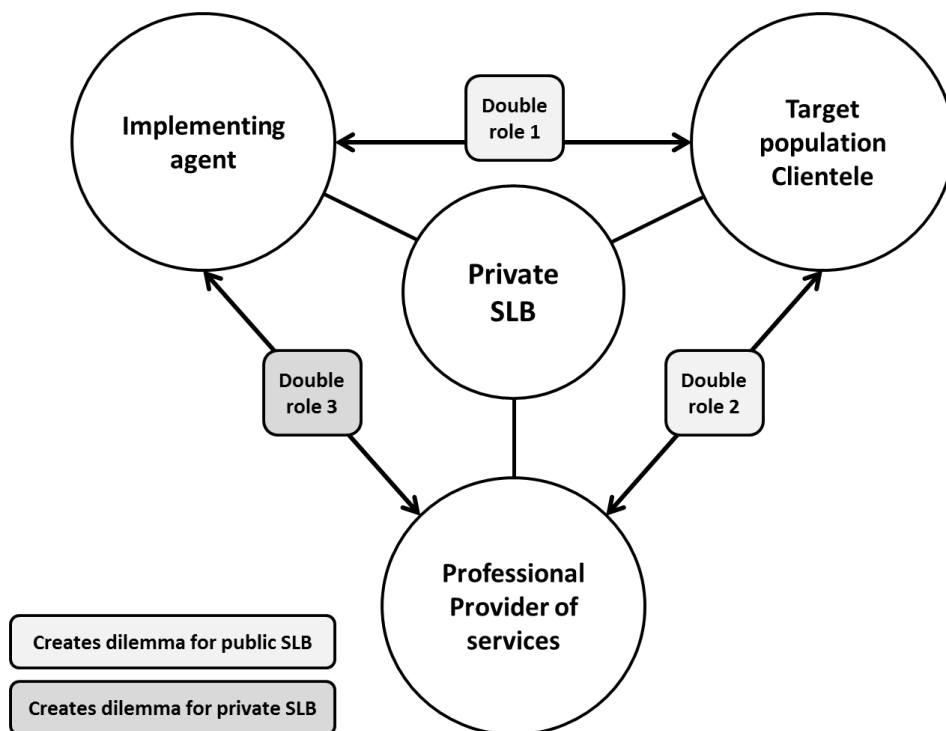 Implementing
agent
Double
role 1
Target
population
Clientele
Private
SLB
Double
role 3
Double
role 2
Professional
Provider of
services
Creates dilemma for public SLB
Creates dilemma for private SLB